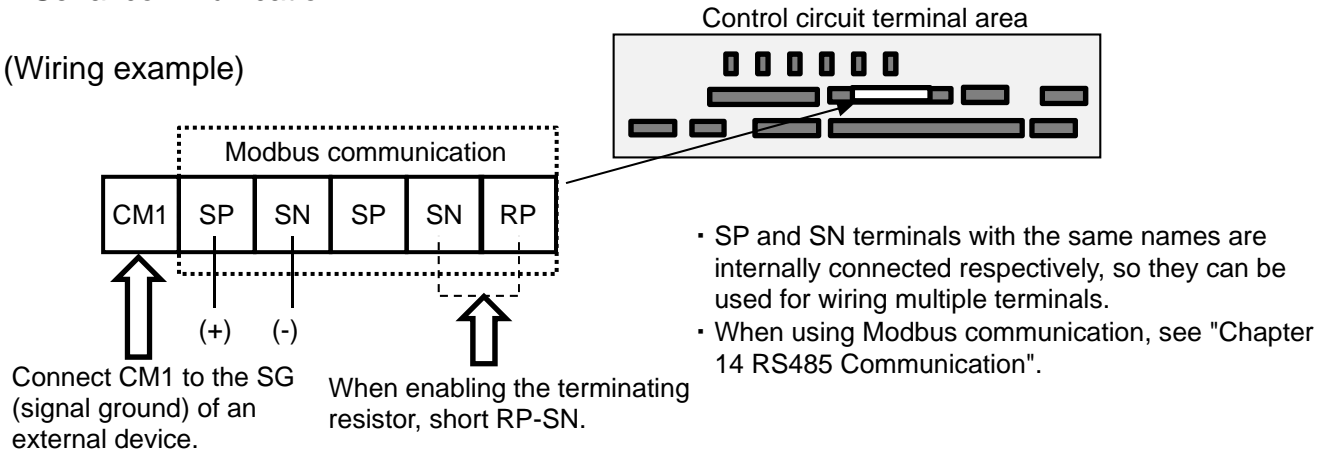 Control circuit terminal area
(Wiring example)
Modbus communication
CM1 SP SN SP SN RP
(+) (-)
Connect CM1 to the SG
(signal ground) of an
external device.
When enabling the terminating
resistor, short RP-SN.
・SP and SN terminals with the same names are
internally connected respectively, so they can be
used for wiring multiple terminals.
・When using Modbus communication, see "Chapter
14 RS485 Communication".